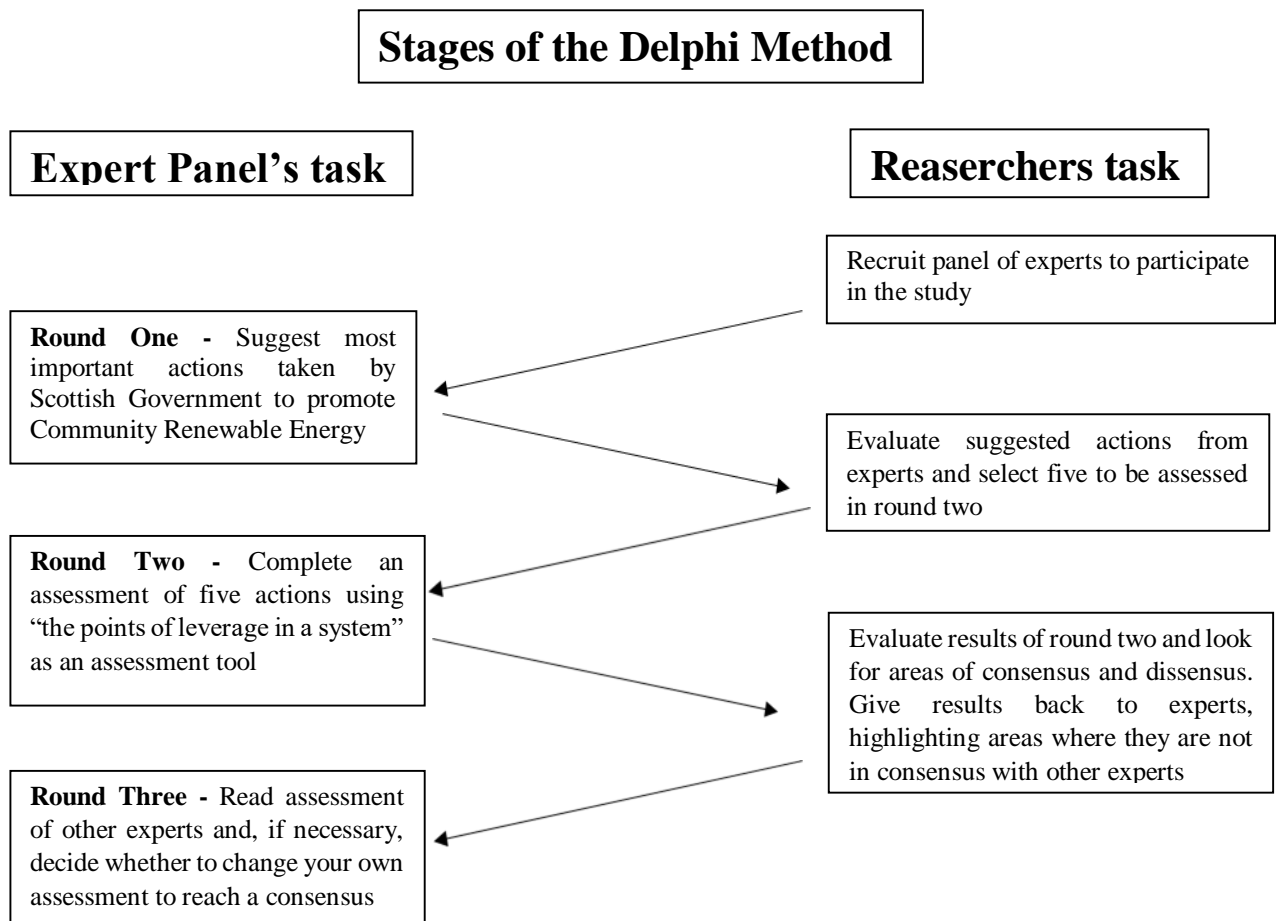 Stages of the Delphi Method
Expert Panel’s task
Reaserchers task
Recruit panel of experts to participate
in the study
Round One - Suggest most
important actions taken by
Scottish Government to promote
Community Renewable Energy
Evaluate suggested actions from
experts and select five to be assessed
in round two
Round Two - Complete an
assessment of five actions using
“the points of leverage in a system”
as an assessment tool
Evaluate results of round two and look
for areas of consensus and dissensus.
Give results back to experts,
highlighting areas where they are not
in consensus with other experts
Round Three - Read assessment
of other experts and, if necessary,
decide whether to change your own
assessment to reach a consensus